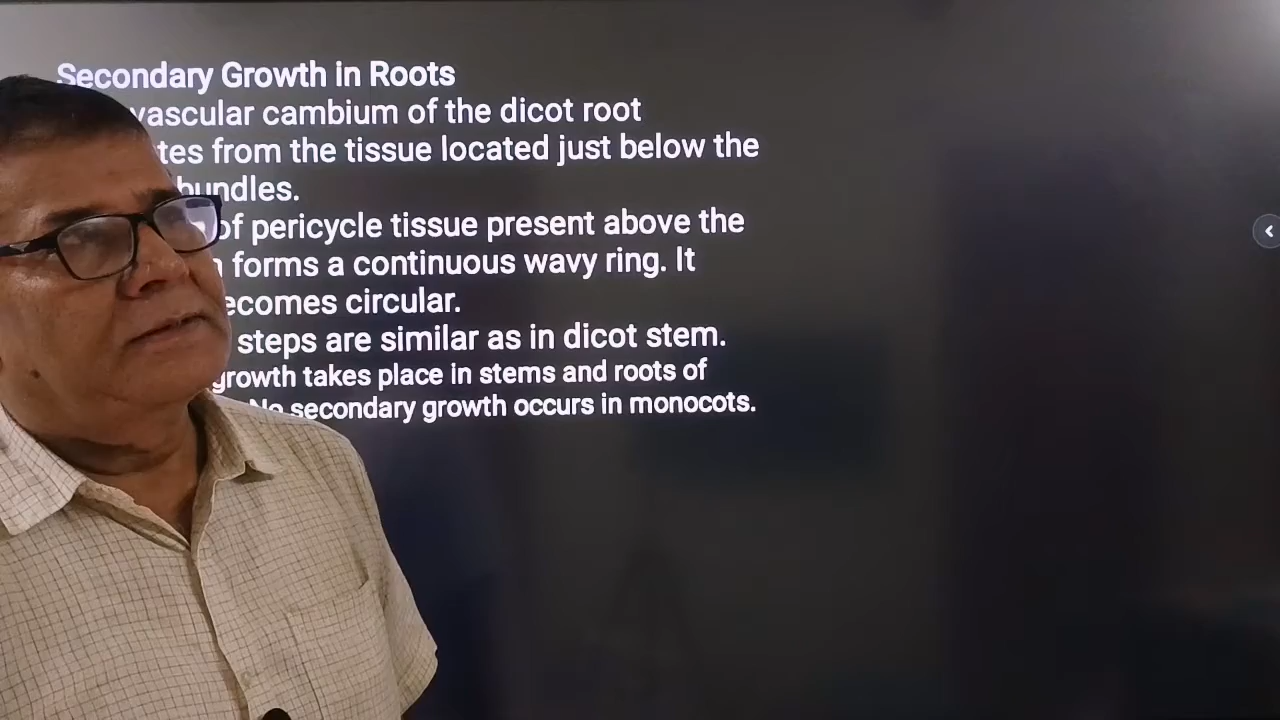 Secondary Growth in Roots
vascular cambium of the dicot root
from the tissue located just below the
bundles.
of pericycle tissue present above the
forms a continuous wavy ring. It
circular.
steps are similar as in dicot stem.
growth takes place in stems and roots of
No secondary growth occurs in monocots.